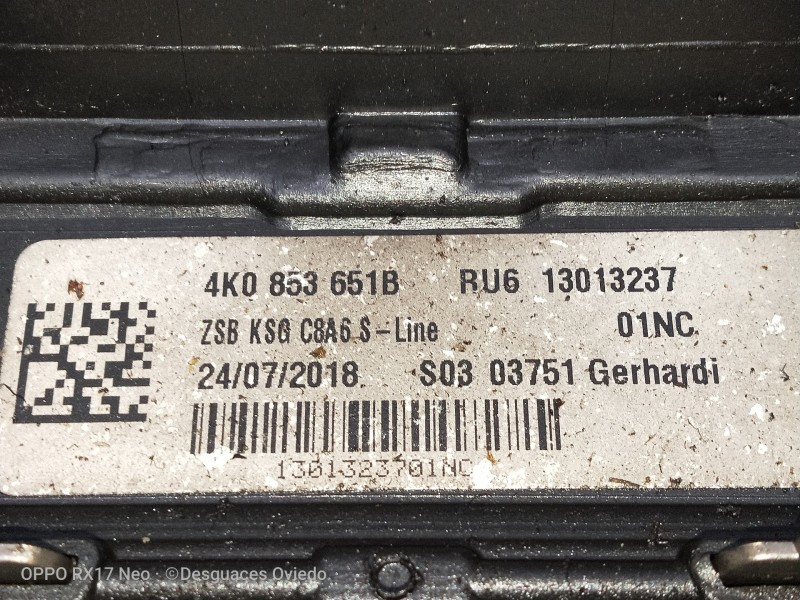 4K0 853 651B RU6 13013237
ZSB KSG C8A6 S-Line 01NC
24/07/2018 S03 03751 Gerhardi
1301323701NC
OPPO RX17 Neo · ©Desguaces Oviedo